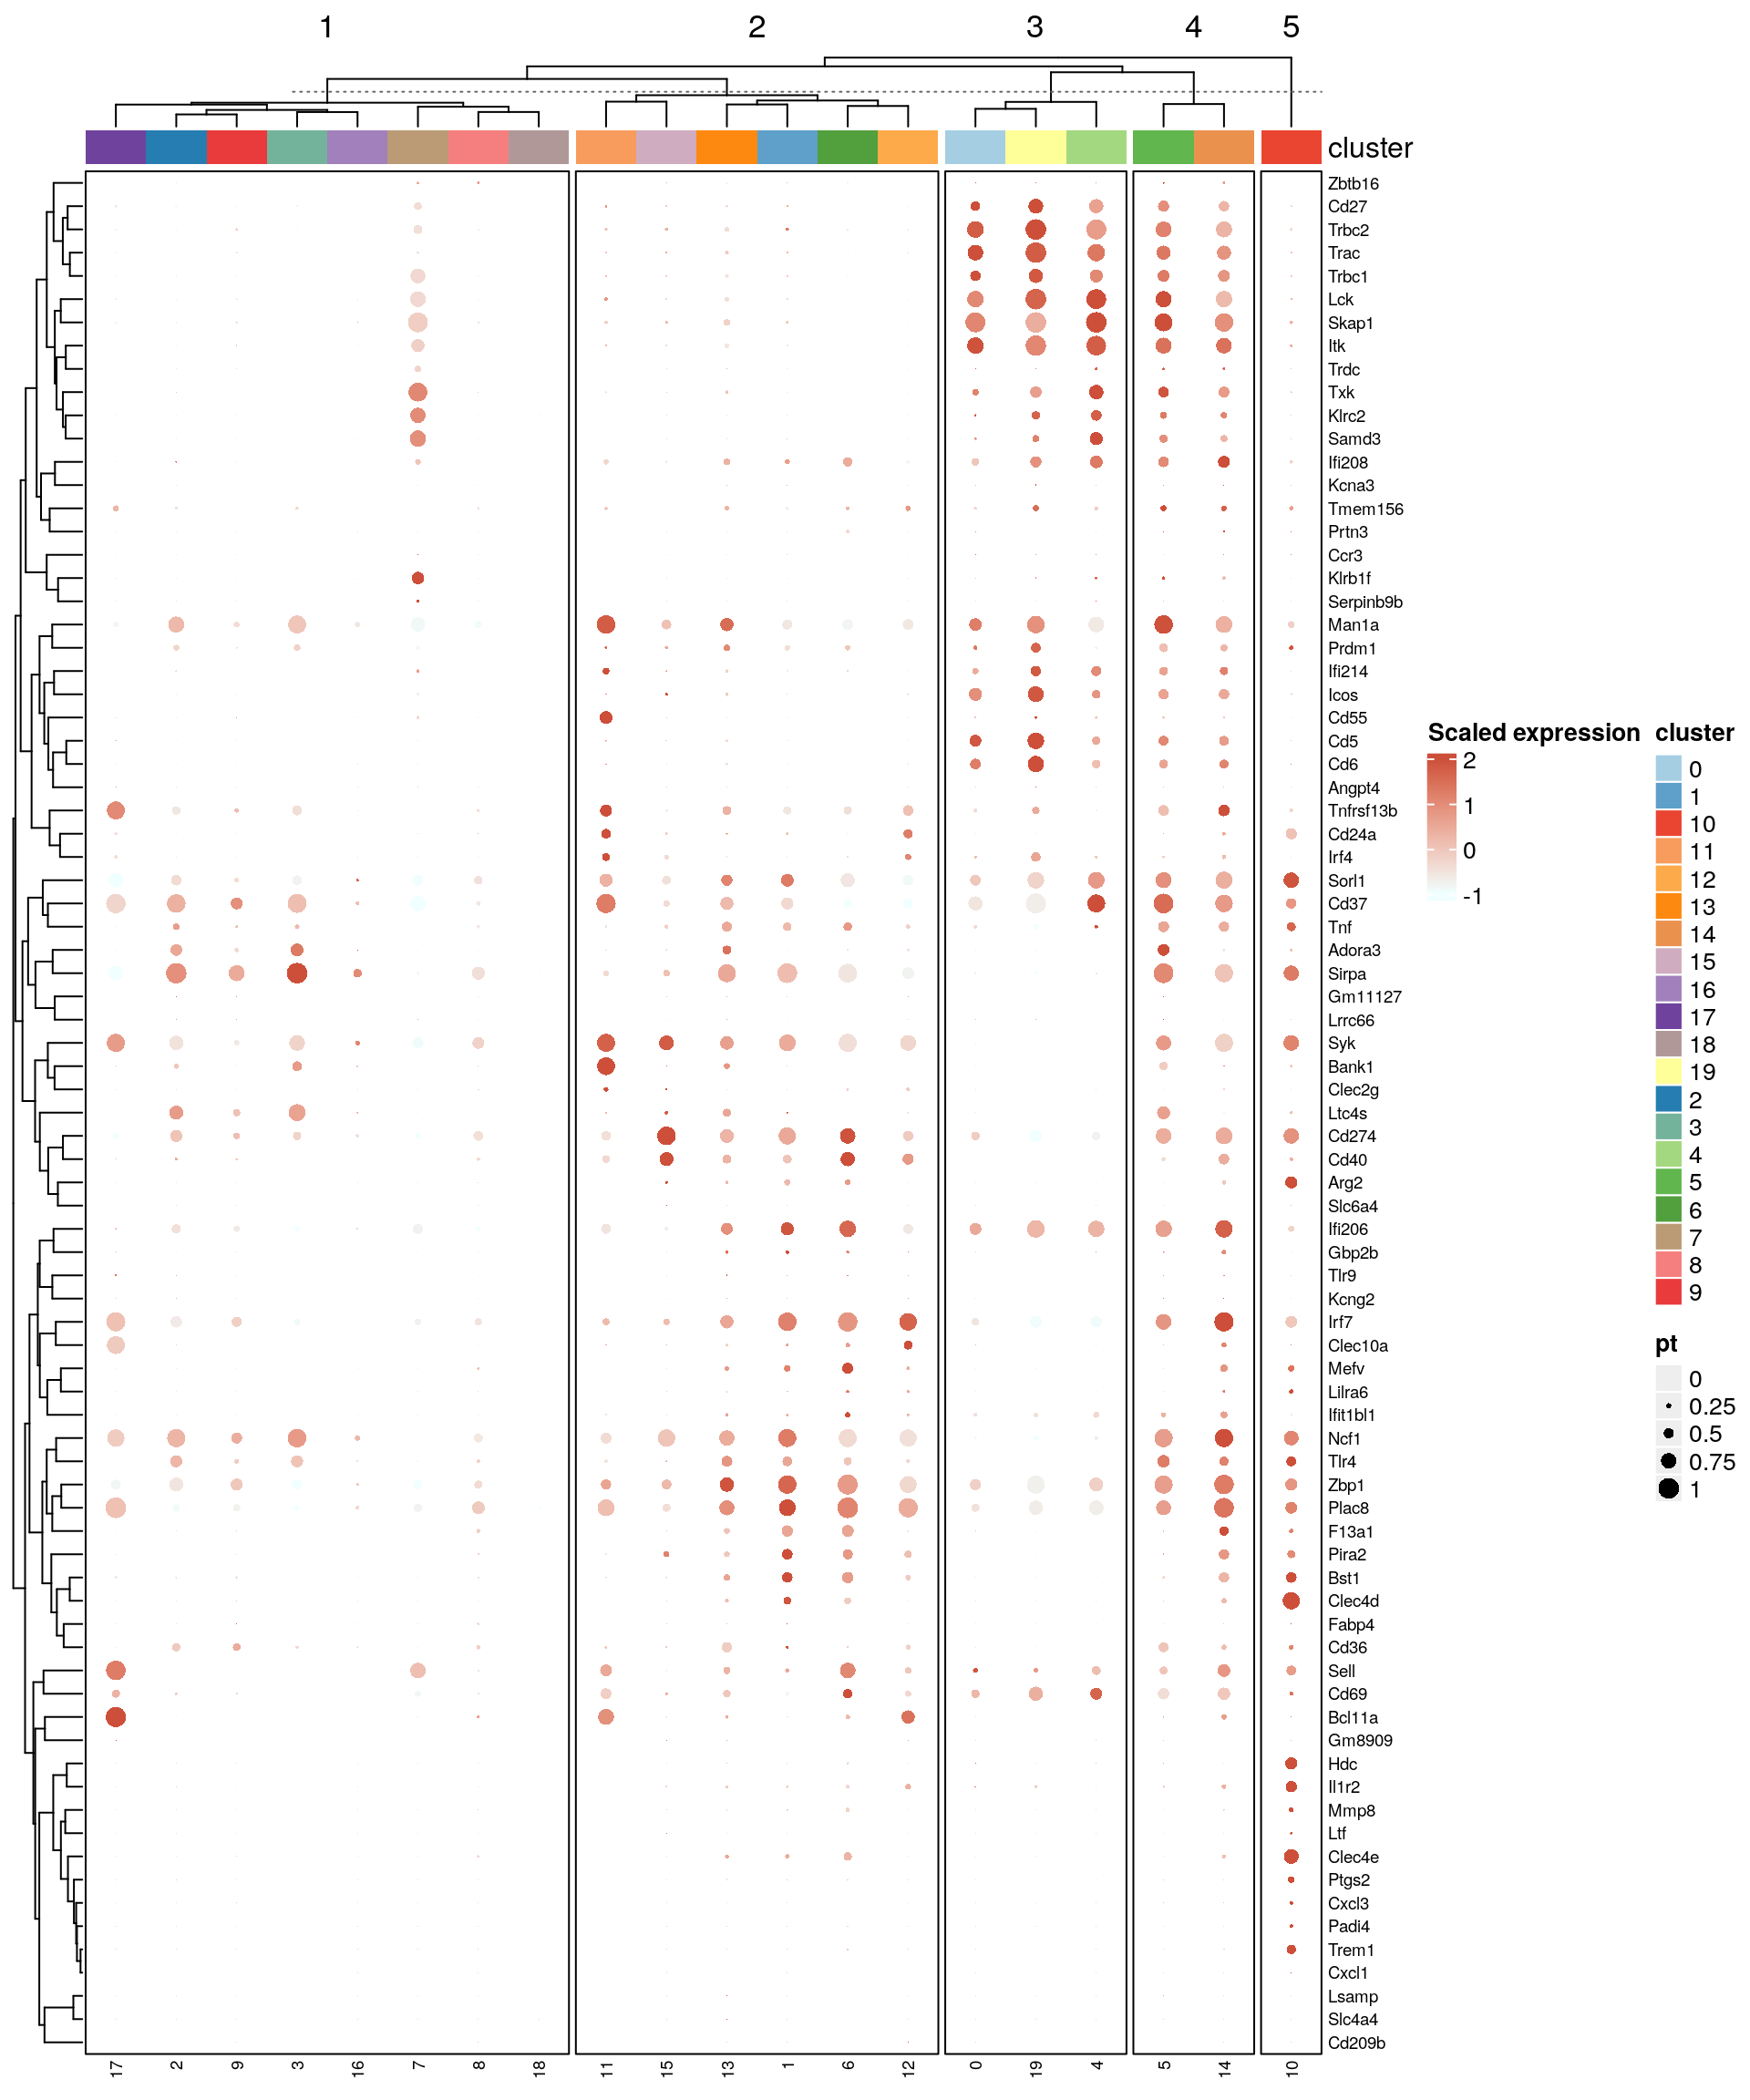 1 2 3 4 5
cluster
Zbtb16
Cd27
Trbc2
Trac
Trbc1
Lck
Skap1
Itk
Trdc
Txk
Klrc2
Samd3
Ifi208
Kcna3
Tmem156
Prtn3
Ccr3
Klrb1f
Serpinb9b
Man1a
Prdm1
Ifi214
Icos
Cd55
Cd5
Cd6
Angpt4
Tnfrsf13b
Cd24a
Irf4
Sorl1
Cd37
Tnf
Adora3
Sirpa
Gm11127
Lrrc66
Syk
Bank1
Clec2g
Ltc4s
Cd274
Cd40
Arg2
Slc6a4
Ifi206
Gbp2b
Tlr9
Kcng2
Irf7
Clec10a
Mefv
Lilra6
Ifit1bl1
Ncf1
Tlr4
Zbp1
Plac8
F13a1
Pira2
Bst1
Clec4d
Fabp4
Cd36
Sell
Cd69
Bcl11a
Gm8909
Hdc
Il1r2
Mmp8
Ltf
Clec4e
Ptgs2
Cxcl3
Padi4
Trem1
Cxcl1
Lsamp
Slc4a4
Cd209b
17 2 9 3 16 7 8 18 11 15 13 1 6 12 0 19 4 5 14 10
Scaled expression
2
1
0
-1
cluster
0
1
10
11
12
13
14
15
16
17
18
19
2
3
4
5
6
7
8
9
pt
0
0.25
0.5
0.75
1